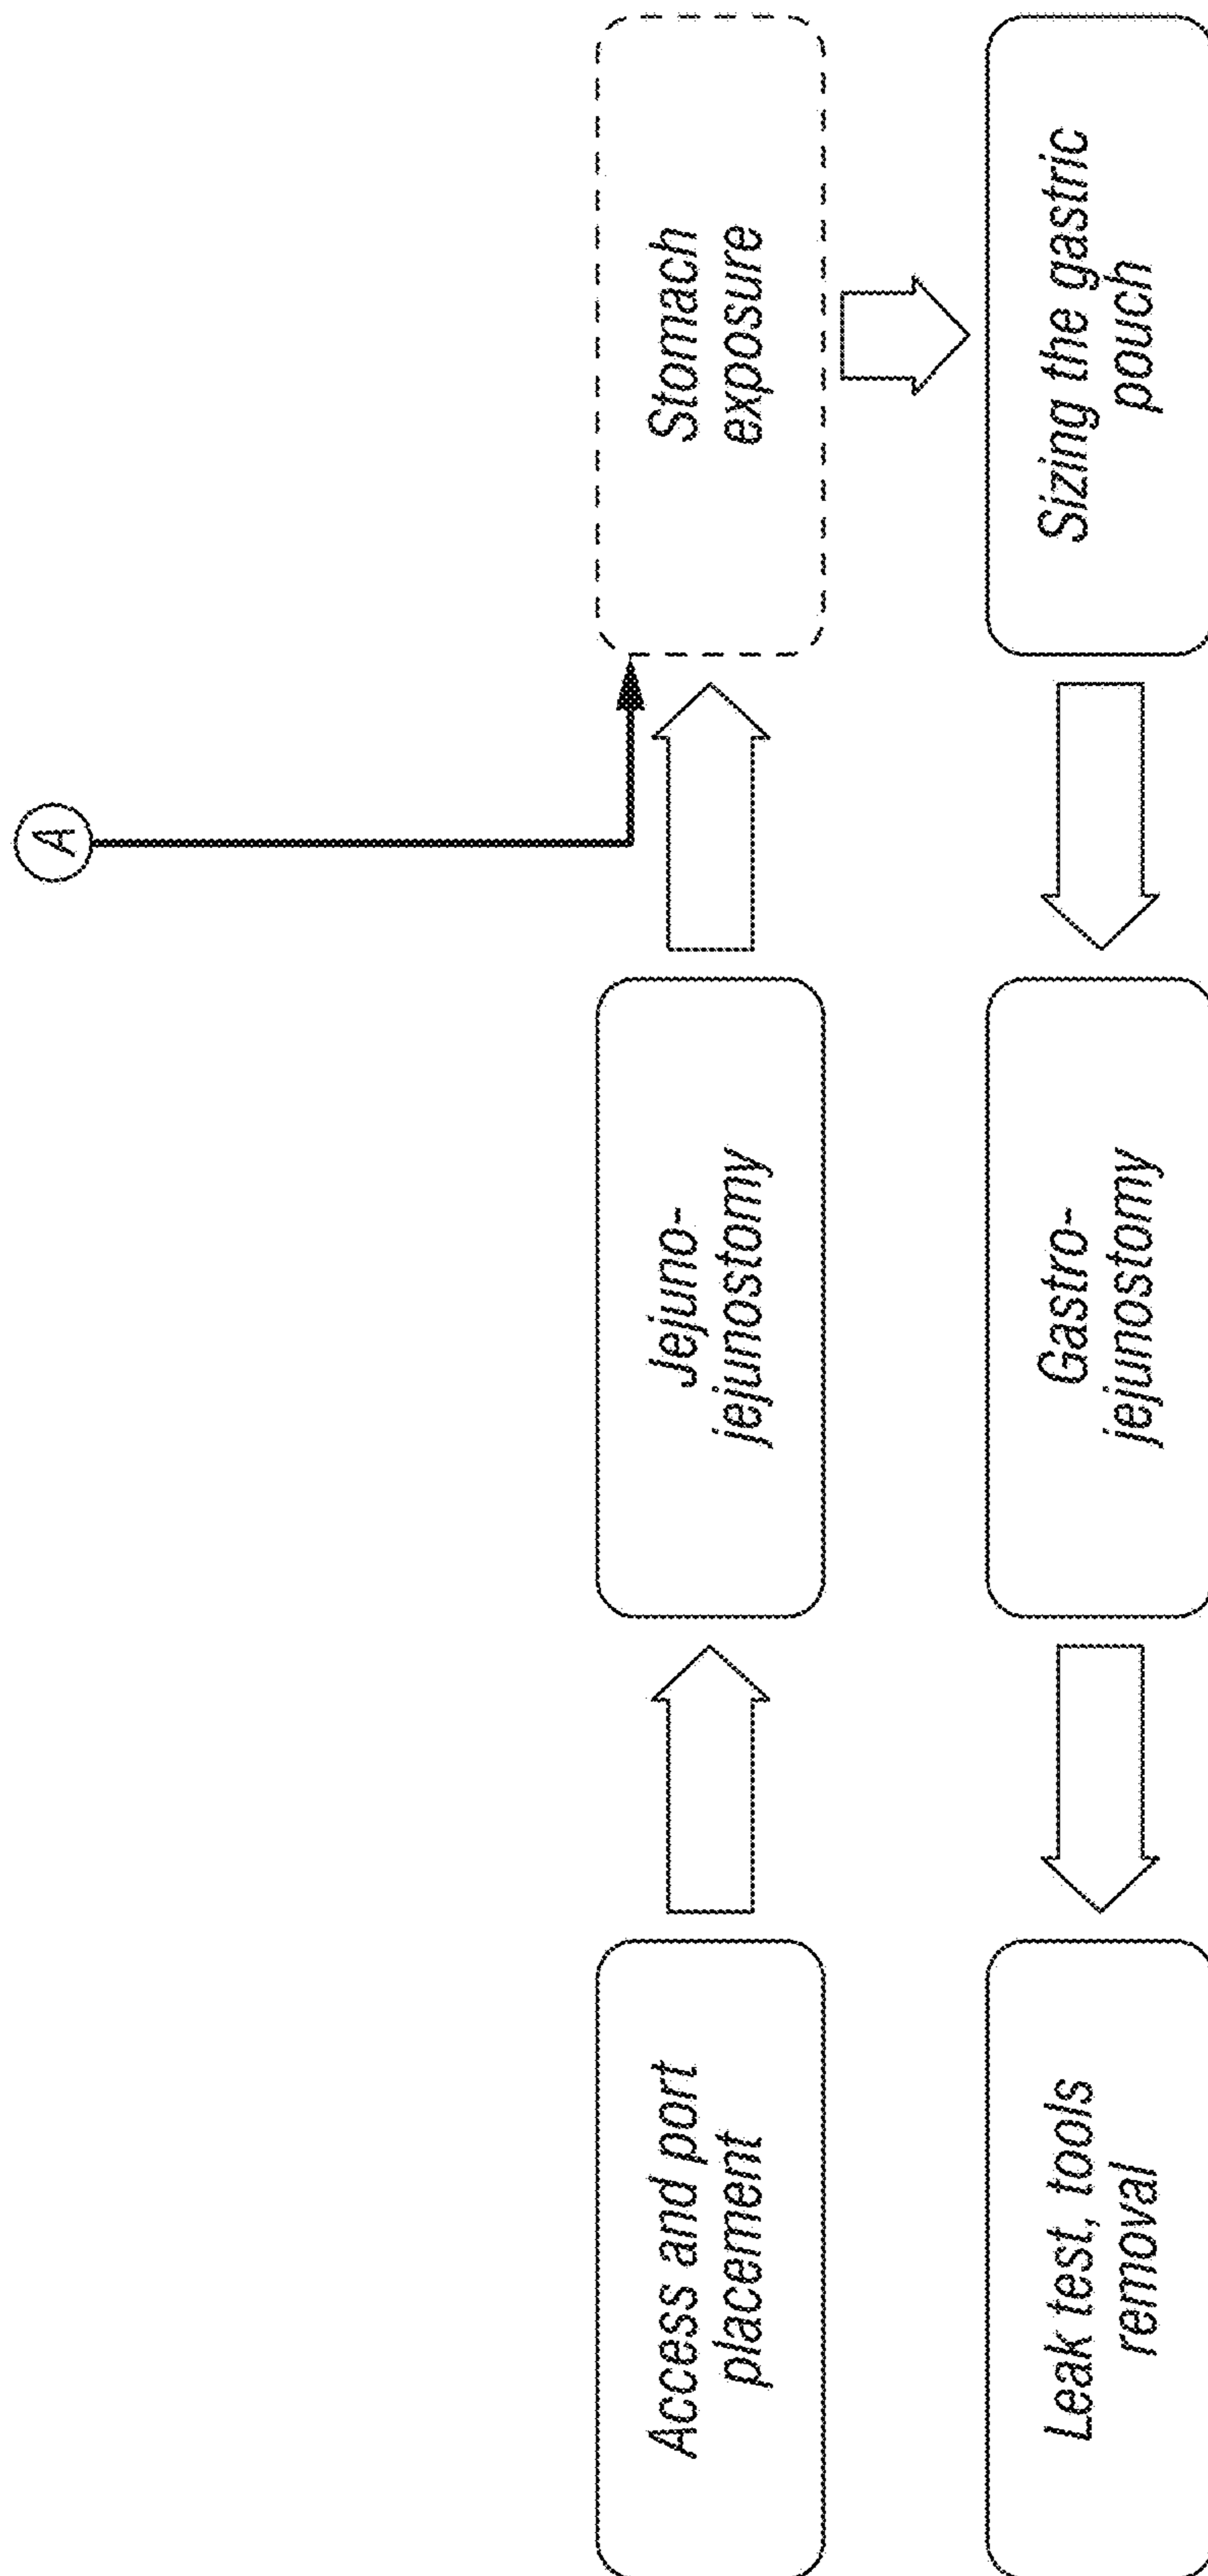 A
Access and port
placement
Jejuno-
jejunostomy
Stomach
exposure
Sizing the gastric
pouch
Gastro-
jejunostomy
Leak test, tools
removal